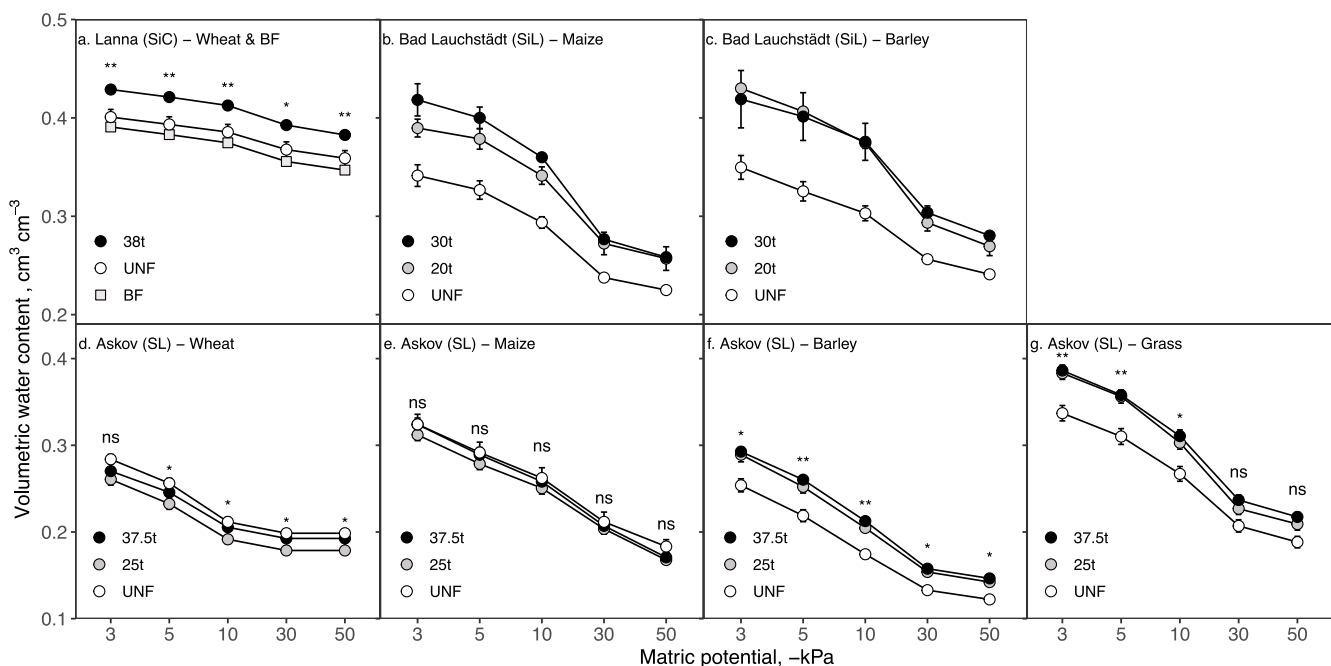 0.5
0.4
0.3
0.2
0.4
0.3
0.2
0.1
Volumetric water content , cm³ cm⁻³
a. Lanna (SiC) − Wheat & BF
** ** ** * **
38t
UNF
BF
b. Bad Lauchstädt (SiL) − Maize
30t
20t
UNF
c. Bad Lauchstädt (SiL) − Barley
30t
20t
UNF
d. Askov (SL) − Wheat
ns * * * *
37.5t
25t
UNF
e. Askov (SL) − Maize
ns ns ns ns ns
37.5t
25t
UNF
f. Askov (SL) − Barley
* ** ** * *
37.5t
25t
UNF
g. Askov (SL) − Grass
** ** * ns ns
37.5t
25t
UNF
3 5 10 30 50 3 5 10 30 50 3 5 10 30 50 3 5 10 30 50
Matric potential, −kPa